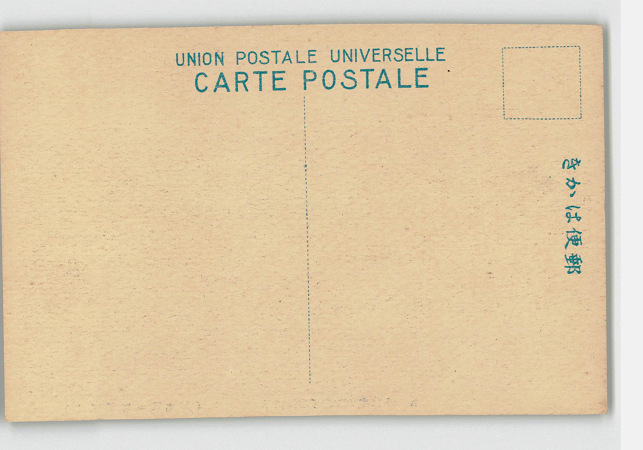 UNION POSTALE UNIVERSELLE
CARTE POSTALE
きかは便郵